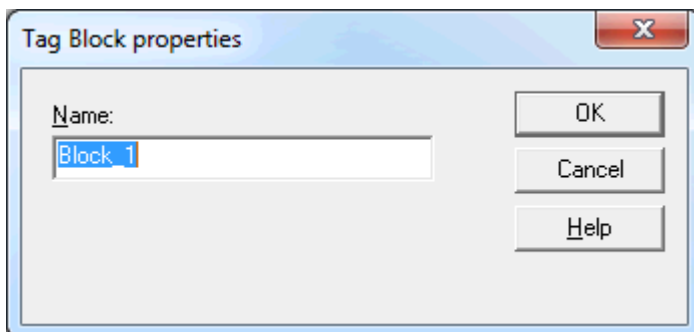 Tag Block properties
Name:
Block_1
OK
Cancel
Help